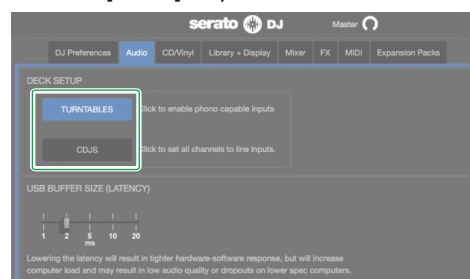 serato DJ Master
DJ Preferences Audio CD/Vinyl Library + Display Mixer FX MIDI Expansion Packs
DECK SETUP
TURNTABLES Click to enable phono capable inputs
CDJS Click to set all channels to line inputs.
USB BUFFER SIZE (LATENCY)
1 2 5 10 20
ms
Lowering the latency will result in tighter hardware-software response, but will increase
computer load and may result in low audio quality or dropouts on lower spec computers.